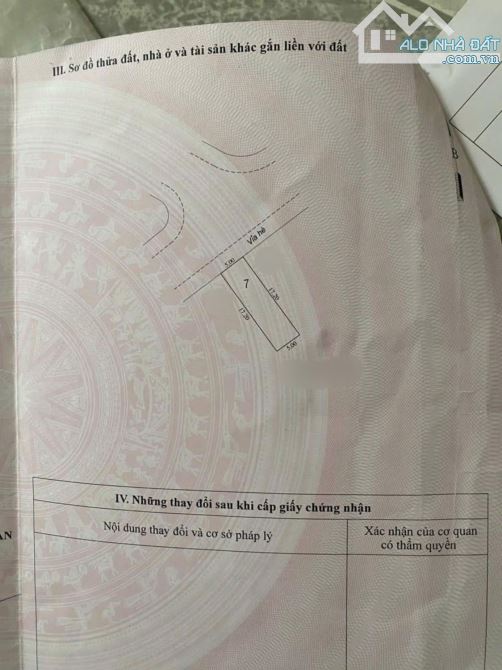 ALO NHÀ ĐẤT
.com.vn
III. Sơ đồ thửa đất, nhà ở và tài sản khác gắn liền với đất
B
Vỉa hè
5.00
7
17.20
17.20
5.00
IV. Những thay đổi sau khi cấp giấy chứng nhận
Nội dung thay đổi và cơ sở pháp lý
Xác nhận của cơ quan
có thẩm quyền
ÂN